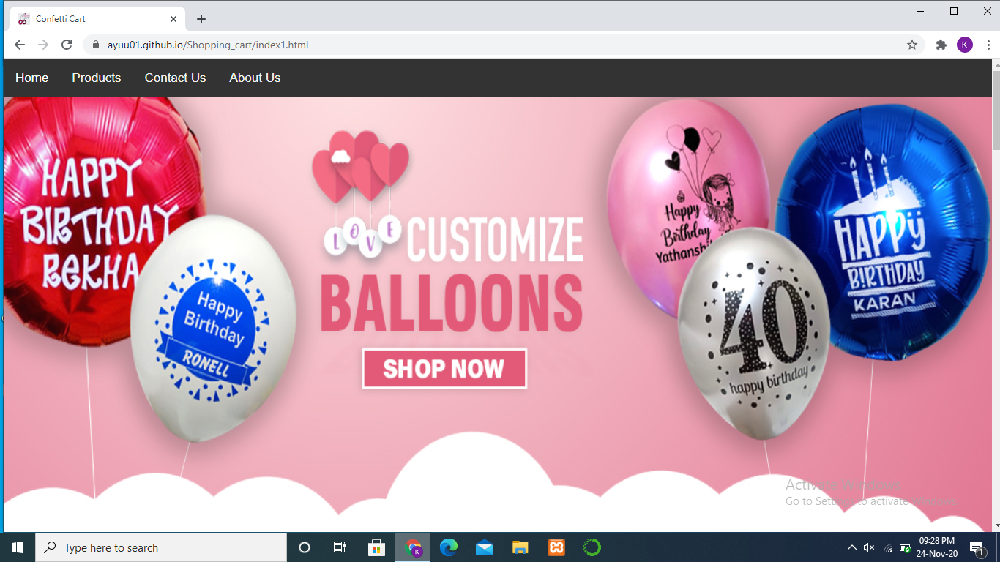 Confetti Cart
ayuu01.github.io/Shopping_cart/index1.html
K
Home
Products
Contact Us
About Us
HAPPY
BIRTHDAY
REKHA
Happy
Birthday
RONELL
LOVE
CUSTOMIZE
BALLOONS
SHOP NOW
Happy
Birthday
40
happy birthday
HAPPY
BIRTHDAY
KARAN
Activate Windows
Go to Settings to activate Windows.
Type here to search
K
09:28 PM
24-Nov-20
1